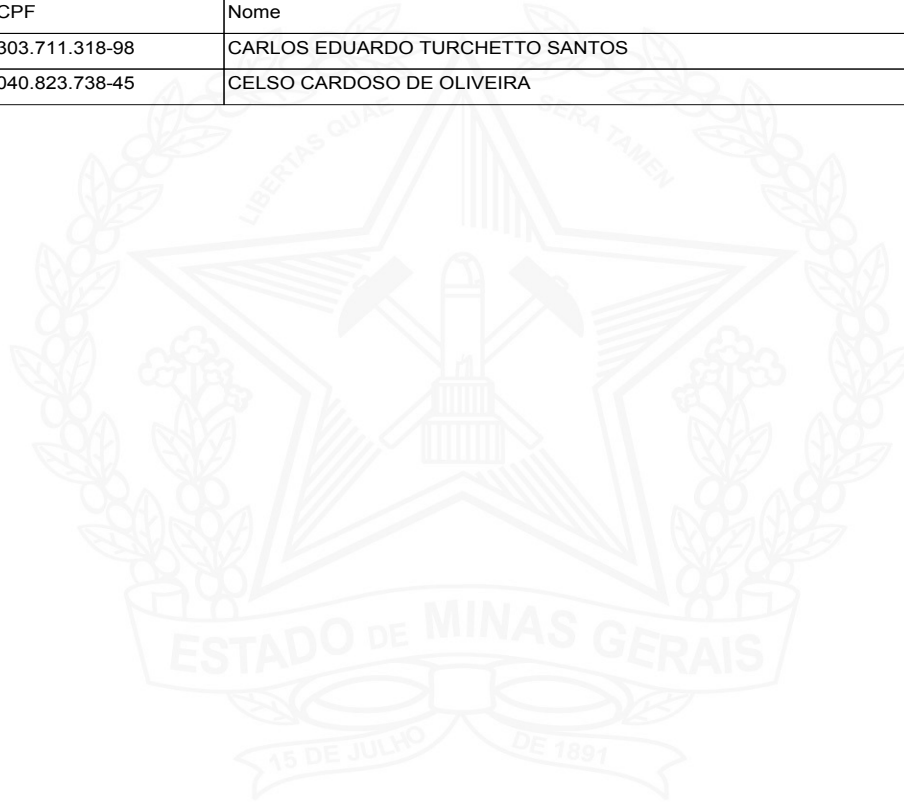 CPF Nome
303.711.318-98 CARLOS EDUARDO TURCHETTO SANTOS
040.823.738-45 CELSO CARDOSO DE OLIVEIRA
LIBERTAS QUAE SERA TAMEN
ESTADO DE MINAS GERAIS
15 DE JULHO DE 1891